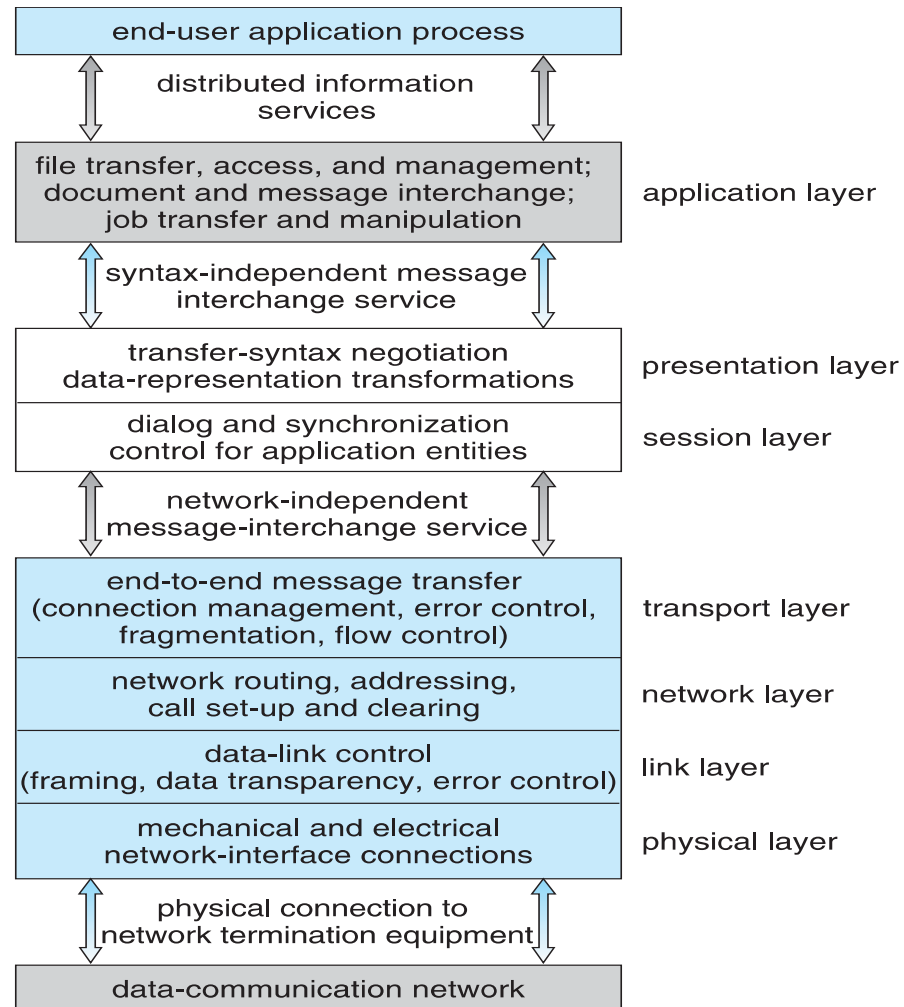 end-user application process
distributed information
services
file transfer, access, and management;
document and message interchange;
job transfer and manipulation
application layer
syntax-independent message
interchange service
transfer-syntax negotiation
data-representation transformations
presentation layer
dialog and synchronization
control for application entities
session layer
network-independent
message-interchange service
end-to-end message transfer
(connection management, error control,
fragmentation, flow control)
transport layer
network routing, addressing,
call set-up and clearing
network layer
data-link control
(framing, data transparency, error control)
link layer
mechanical and electrical
network-interface connections
physical layer
physical connection to
network termination equipment
data-communication network